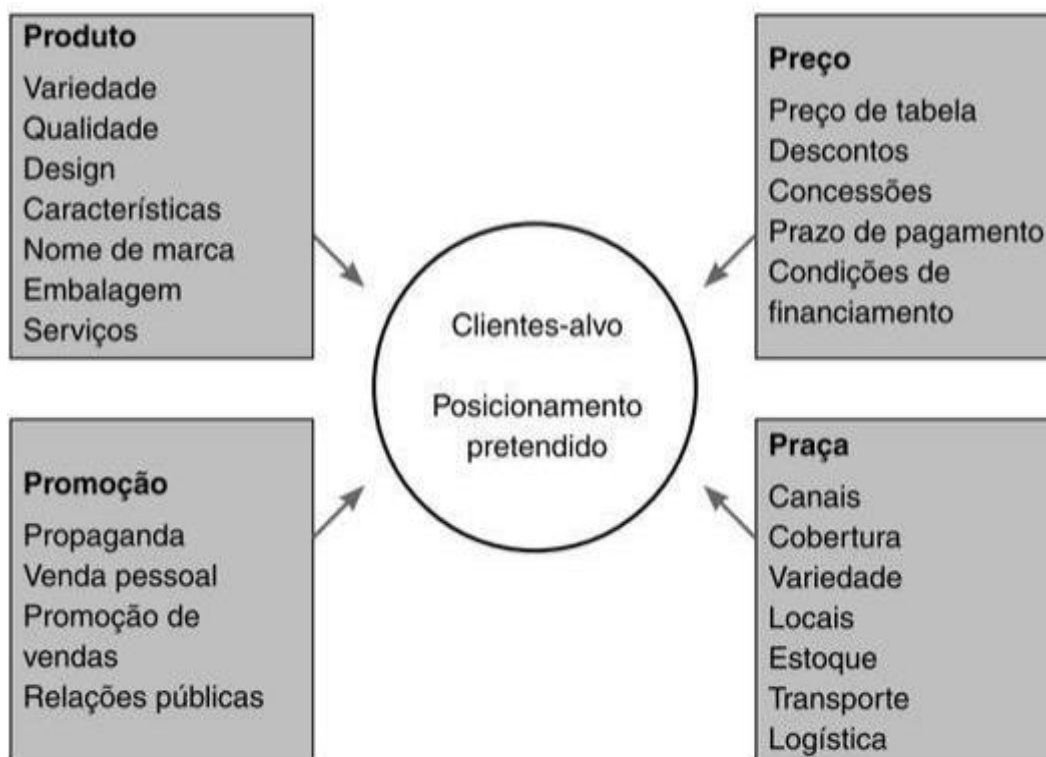 Produto
Variedade
Qualidade
Design
Características
Nome de marca
Embalagem
Serviços
Preço
Preço de tabela
Descontos
Concessões
Prazo de pagamento
Condições de
financiamento
Clientes-alvo
Posicionamento
pretendido
Promoção
Propaganda
Venda pessoal
Promoção de
vendas
Relações públicas
Praça
Canais
Cobertura
Variedade
Locais
Estoque
Transporte
Logística